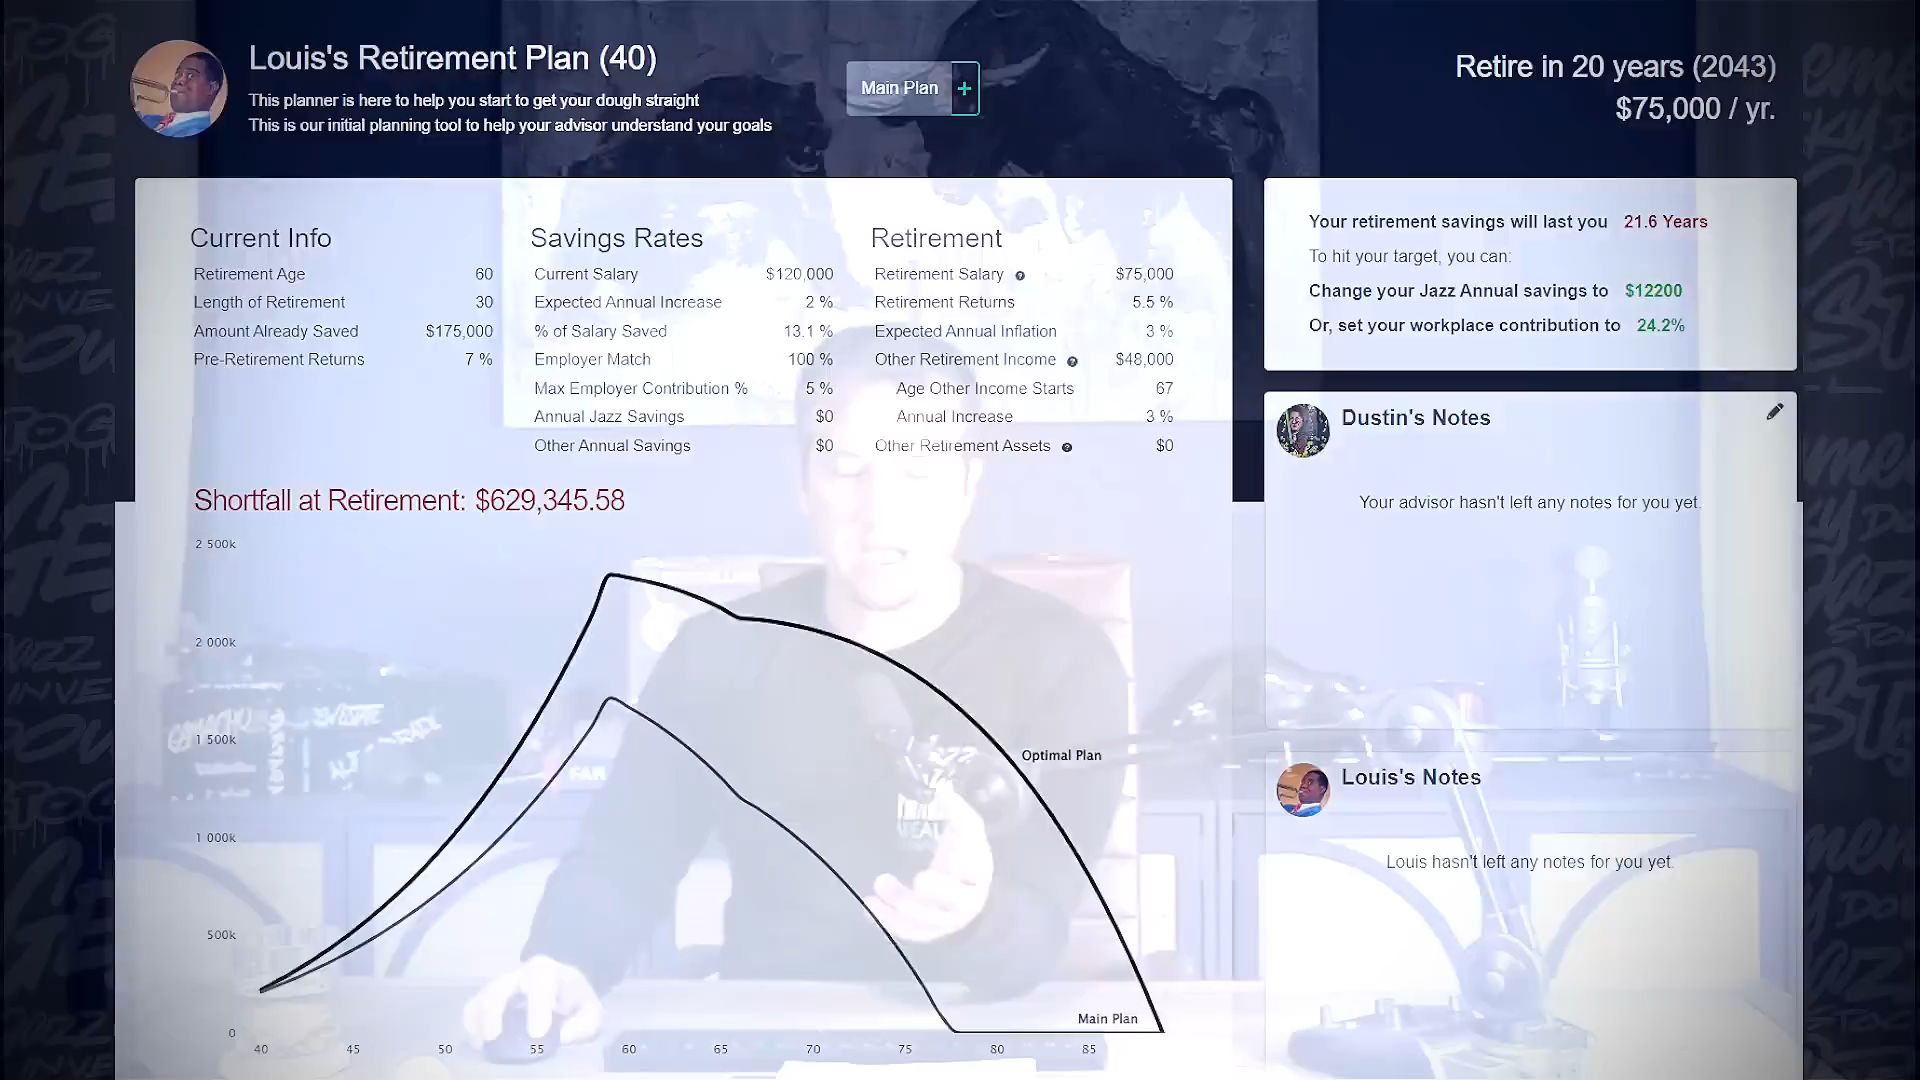 Louis's Retirement Plan (40)
This planner is here to help you start to get your dough straight
This is our initial planning tool to help your advisor understand your goals
Main Plan +
Retire in 20 years (2043)
$75,000 / yr.
Current Info
Retirement Age 60
Length of Retirement 30
Amount Already Saved $175,000
Pre-Retirement Returns 7 %
Savings Rates
Current Salary $120,000
Expected Annual Increase 2 %
% of Salary Saved 13.1 %
Employer Match 100 %
Max Employer Contribution % 5 %
Annual Jazz Savings $0
Other Annual Savings $0
Retirement
Retirement Salary ? $75,000
Retirement Returns 5.5 %
Expected Annual Inflation 3 %
Other Retirement Income ? $48,000
Age Other Income Starts 67
Annual Increase 3 %
Other Retirement Assets ? $0
Your retirement savings will last you 21.6 Years
To hit your target, you can:
Change your Jazz Annual savings to $12200
Or, set your workplace contribution to 24.2%
Dustin's Notes
Your advisor hasn't left any notes for you yet.
Louis's Notes
Louis hasn't left any notes for you yet.
Shortfall at Retirement: $629,345.58
2 500k
2 000k
1 500k
1 000k
500k
0
Optimal Plan
Main Plan
40 45 50 55 60 65 70 75 80 85